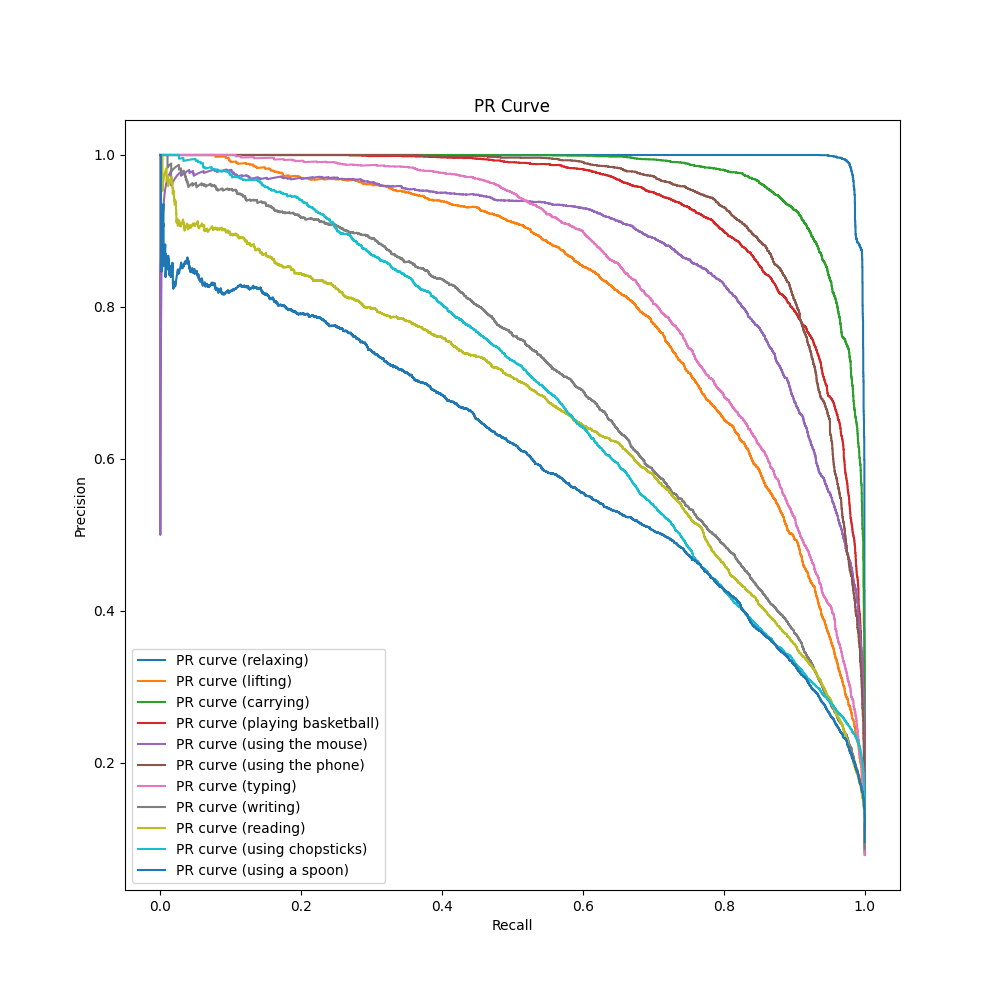 PR Curve
1.0
0.8
0.6
0.4
0.2
Precision
PR curve (relaxing)
PR curve (lifting)
PR curve (carrying)
PR curve (playing basketball)
PR curve (using the mouse)
PR curve (using the phone)
PR curve (typing)
PR curve (writing)
PR curve (reading)
PR curve (using chopsticks)
PR curve (using a spoon)
0.0 0.2 0.4 0.6 0.8 1.0
Recall